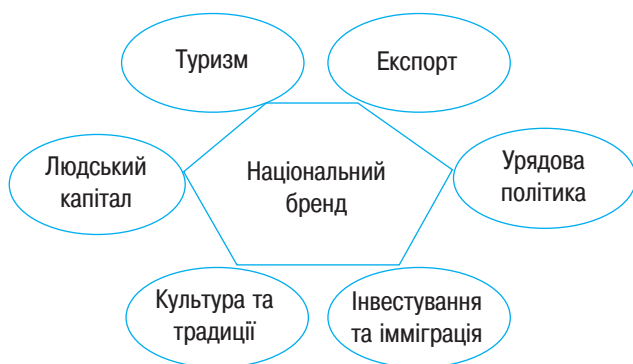 Туризм
Експорт
Людський
капітал
Національний
бренд
Урядова
політика
Культура та
традиції
Інвестування
та імміграція